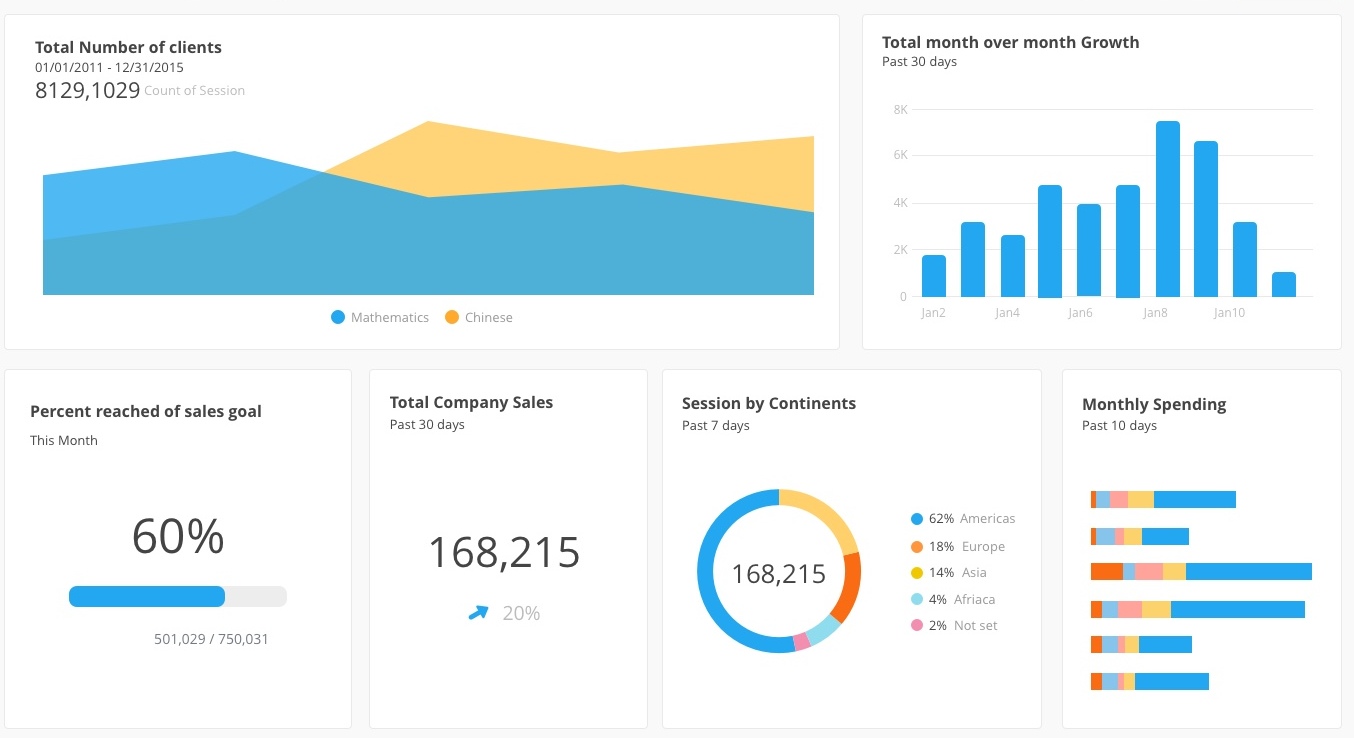 Total Number of clients
01/01/2011 - 12/31/2015
8129,1029 Count of Session
Mathematics
Chinese
Total month over month Growth
Past 30 days
8K
6K
4K
2K
0
Jan2 Jan4 Jan6 Jan8 Jan10
Percent reached of sales goal
This Month
60%
501,029 / 750,031
Total Company Sales
Past 30 days
168,215
20%
Session by Continents
Past 7 days
168,215
62% Americas
18% Europe
14% Asia
4% Afriaca
2% Not set
Monthly Spending
Past 10 days